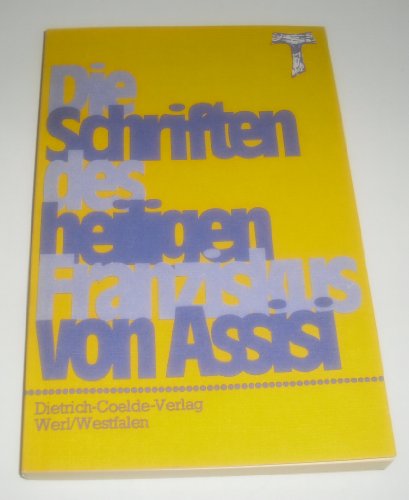 Die
Schriften
des
heiligen
Franziskus
von Assisi
Dietrich-Coelde-Verlag
Werl/Westfalen